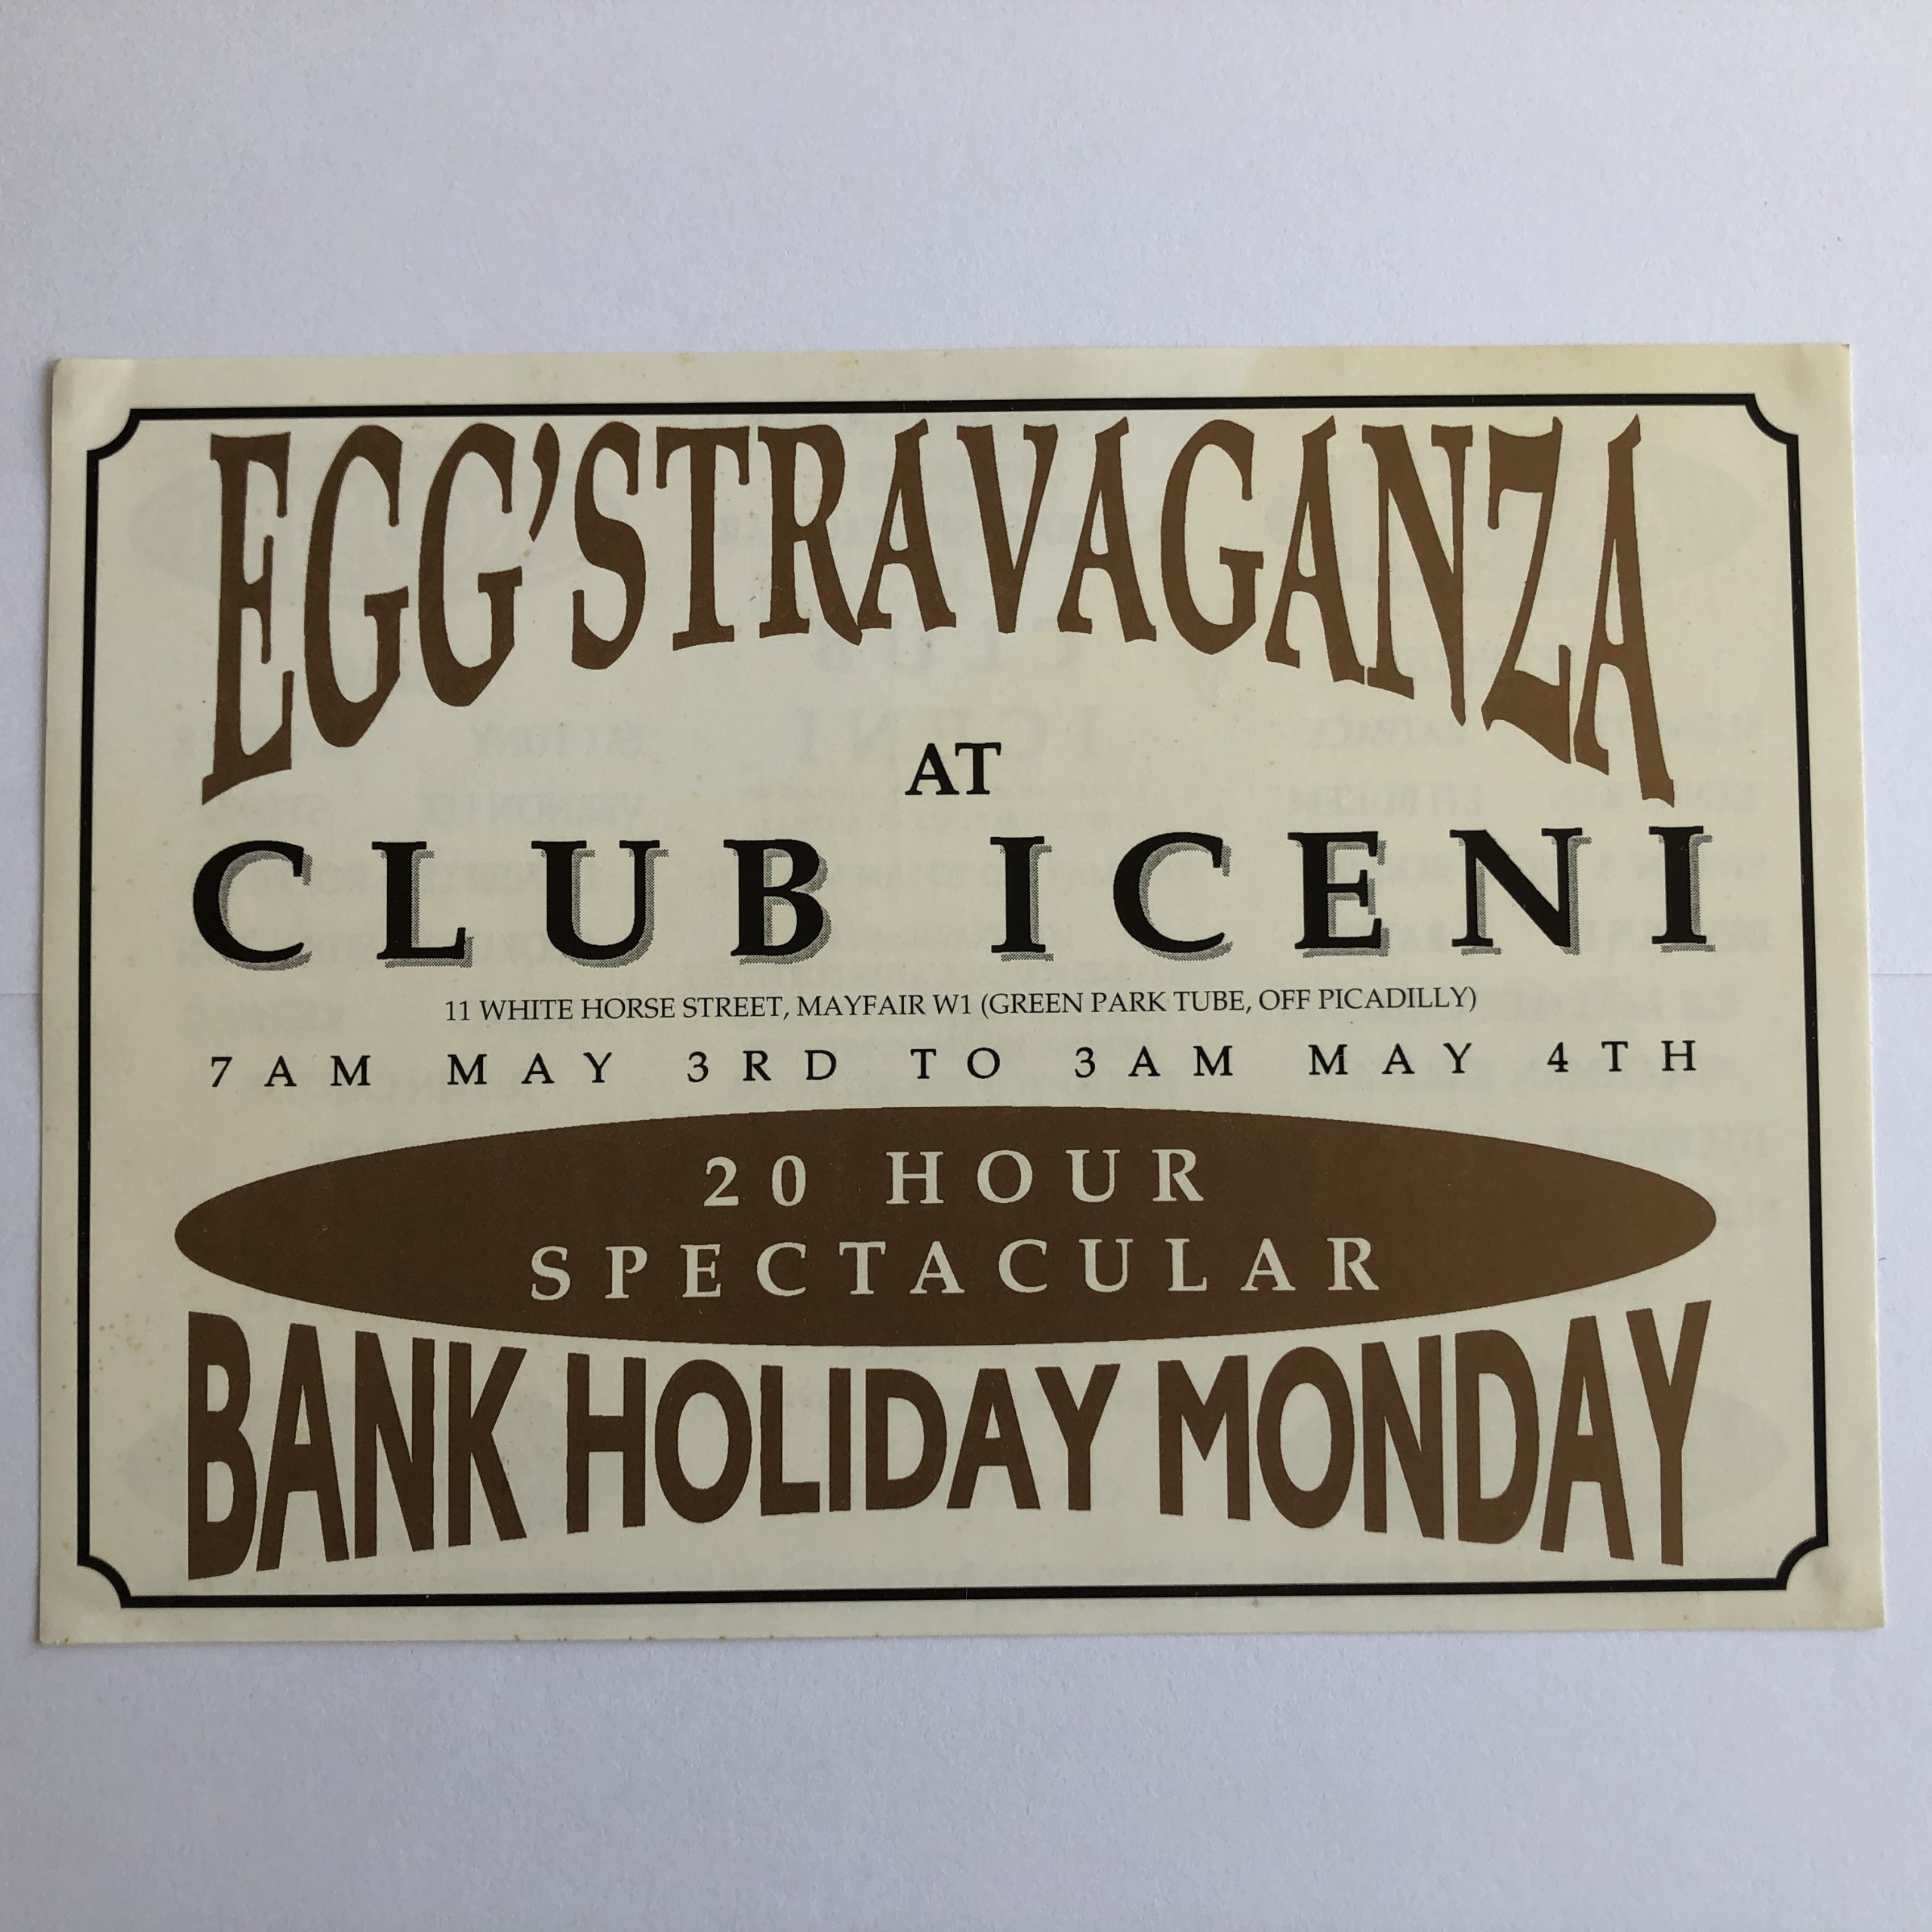 EGG'STRAVAGANZA
AT
CLUB ICENI
11 WHITE HORSE STREET, MAYFAIR W1 (GREEN PARK TUBE, OFF PICADILLY)
7AM MAY 3RD TO 3AM MAY 4TH
20 HOUR
SPECTACULAR
BANK HOLIDAY MONDAY